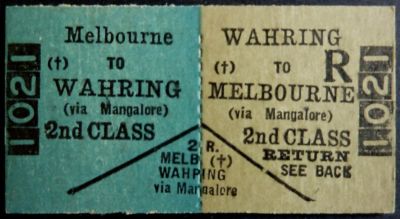 Melbourne
(†) TO
WAHRING
(via Mangalore)
2nd CLASS
1021
WAHRING
(†) TO R
MELBOURNE
(via Mangalore)
2nd CLASS
RETURN
SEE BACK
1021
2 R.
MELB (†)
WAHRING
via Mangalore